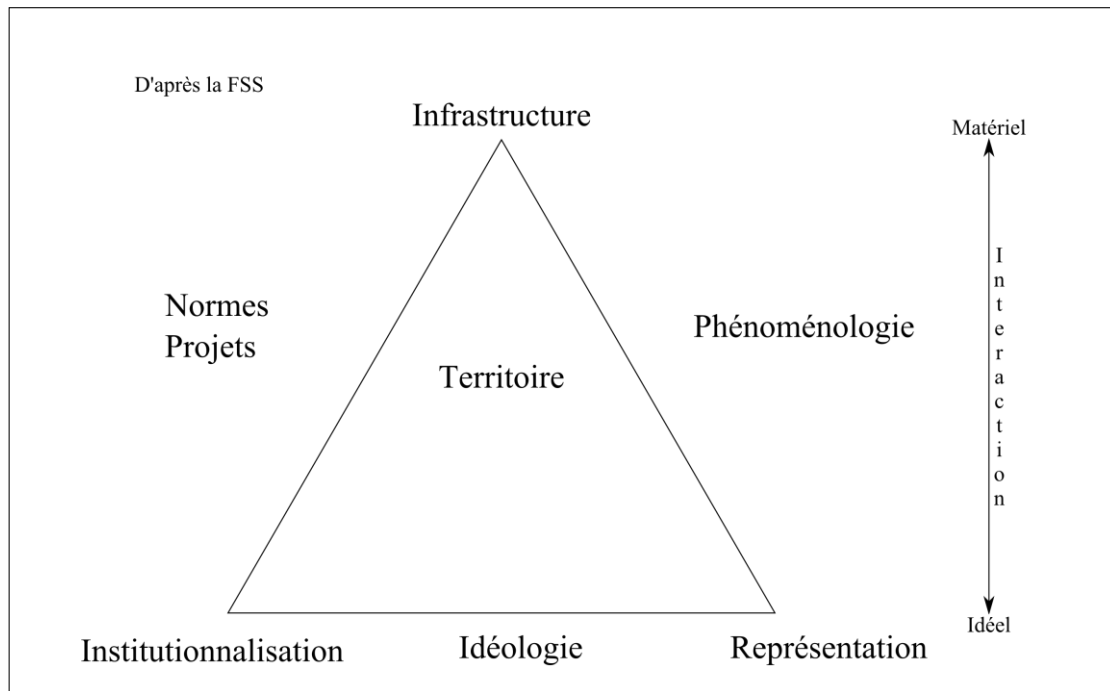 D'après la FSS
Infrastructure
Matériel
Interaction
Normes
Projets
Phénoménologie
Territoire
Idéel
Institutionnalisation
Idéologie
Représentation